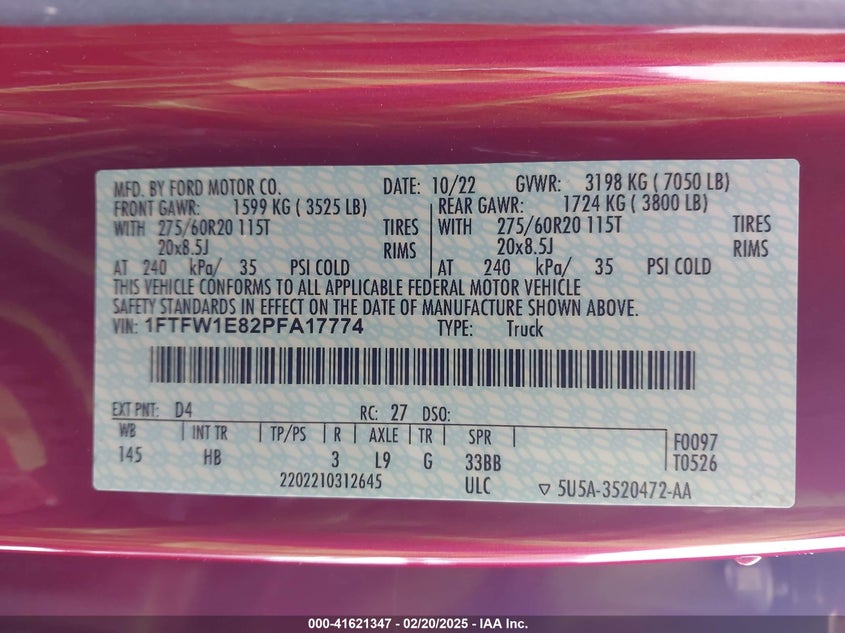 MFD. BY FORD MOTOR CO. DATE: 10/22 GVWR: 3198 KG ( 7050 LB)
FRONT GAWR: 1599 KG ( 3525 LB) REAR GAWR: 1724 KG ( 3800 LB)
WITH 275/60R20 115T TIRES WITH 275/60R20 115T TIRES
20x8.5J RIMS 20x8.5J RIMS
AT 240 kPa/ 35 PSI COLD AT 240 kPa/ 35 PSI COLD
THIS VEHICLE CONFORMS TO ALL APPLICABLE FEDERAL MOTOR VEHICLE
SAFETY STANDARDS IN EFFECT ON THE DATE OF MANUFACTURE SHOWN ABOVE.
VIN: 1FTFW1E82PFA17774 TYPE: Truck
EXT PNT: D4 RC: 27 DSO:
WB INT TR TP/PS R AXLE TR SPR F0097
145 HB 3 L9 G 33BB T0526
2202210312645 ULC ▽ 5U5A-3520472-AA
000-41621347 - 02/20/2025 - IAA Inc.